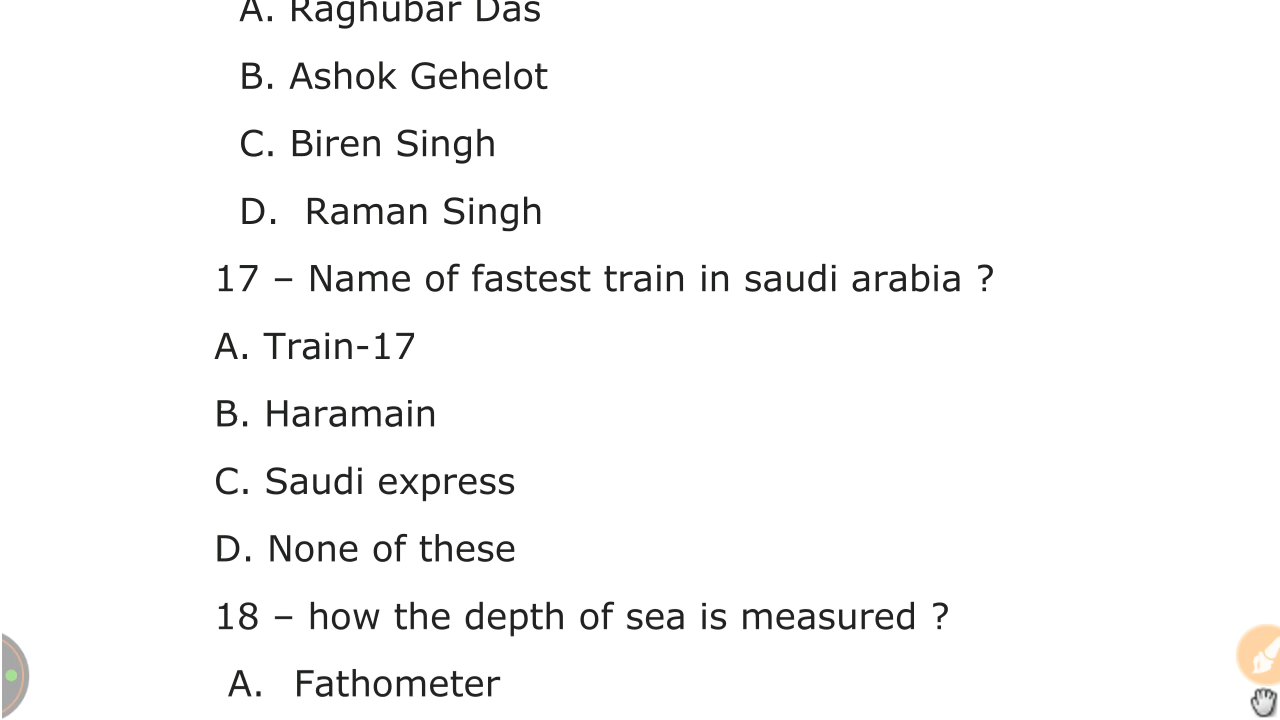 A. Raghubar Das
B. Ashok Gehelot
C. Biren Singh
D. Raman Singh
17 – Name of fastest train in saudi arabia ?
A. Train-17
B. Haramain
C. Saudi express
D. None of these
18 – how the depth of sea is measured ?
A. Fathometer